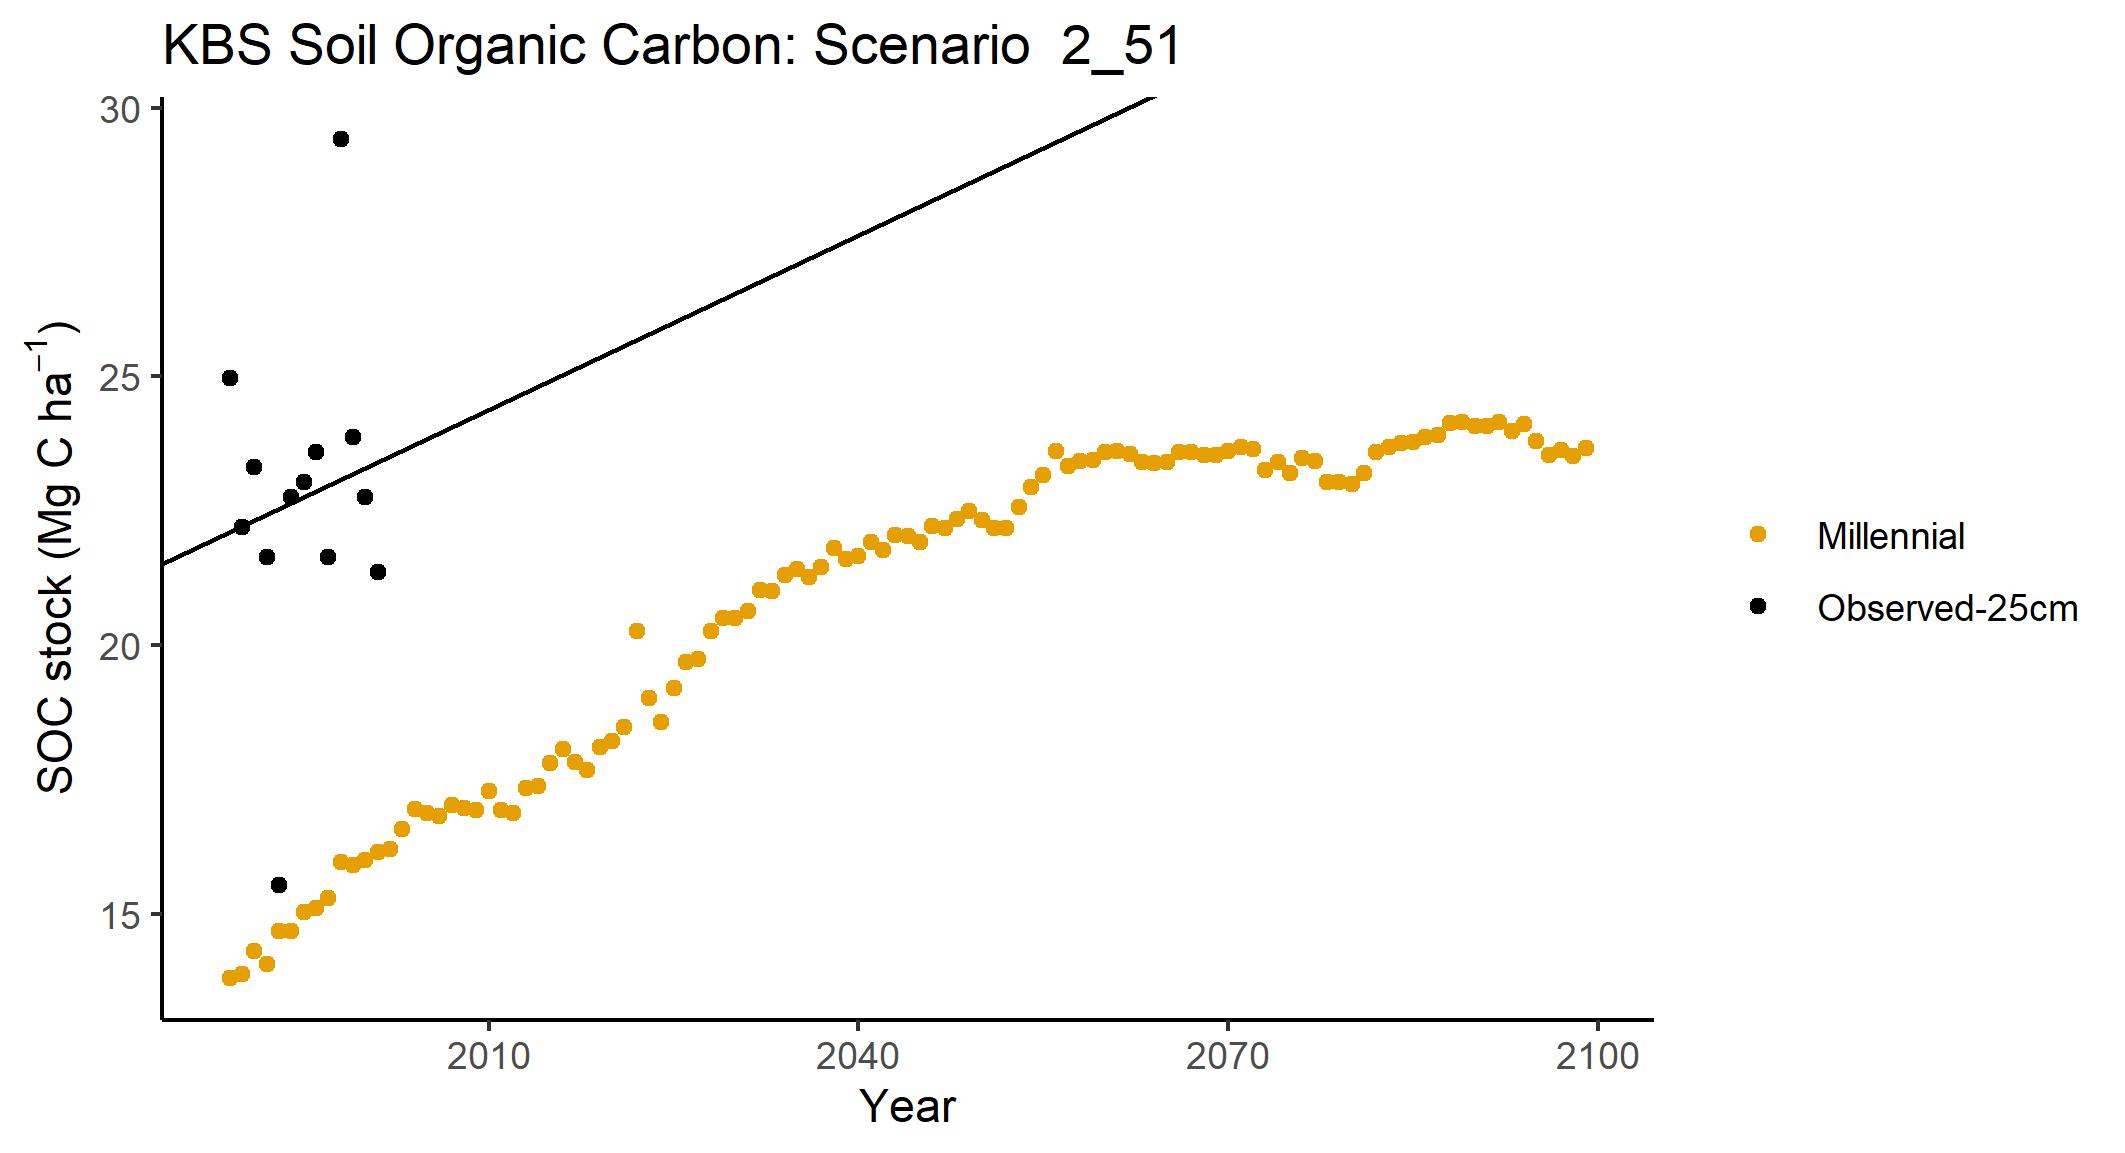 KBS Soil Organic Carbon: Scenario  2_51
30
25
20
15
SOC stock (Mg C ha⁻¹)
2010 2040 2070 2100
Year
Millennial
Observed-25cm